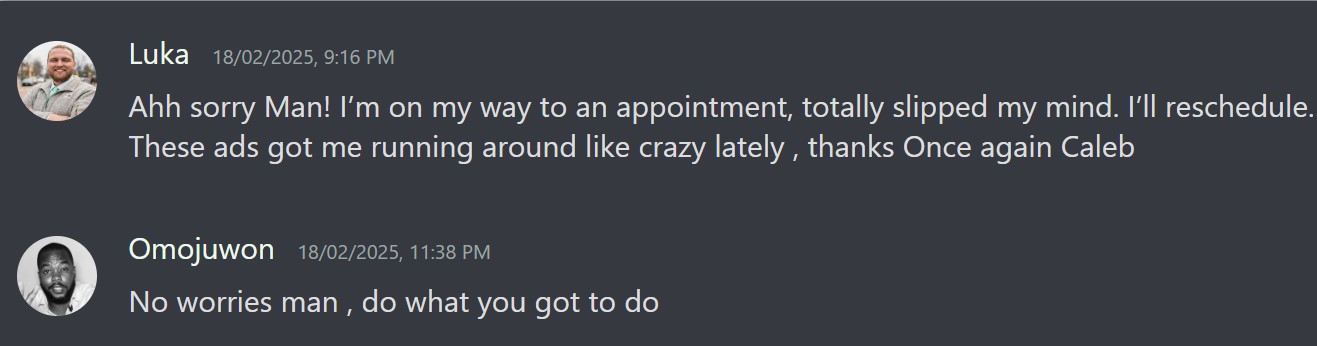 Luka 18/02/2025, 9:16 PM
Ahh sorry Man! I’m on my way to an appointment, totally slipped my mind. I’ll reschedule.
These ads got me running around like crazy lately , thanks Once again Caleb
Omojuwon 18/02/2025, 11:38 PM
No worries man , do what you got to do